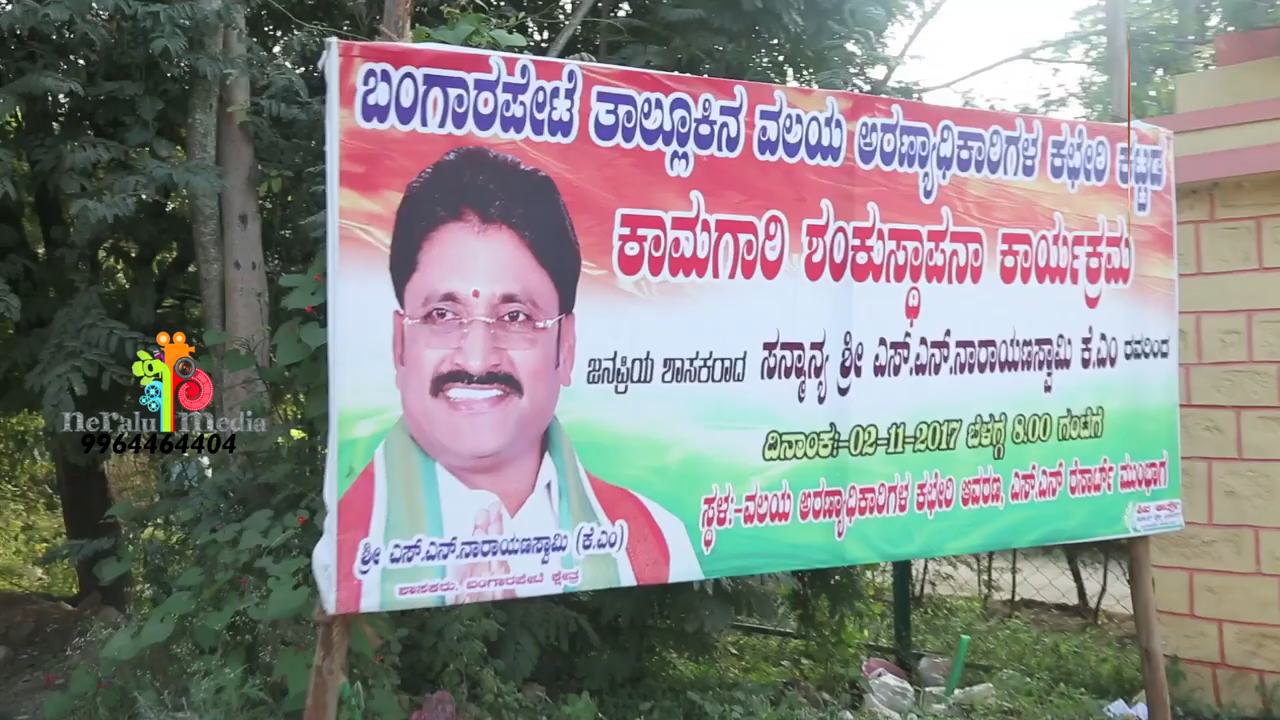 ಬಂಗಾರಪೇಟೆ ತಾಲ್ಲೂಕಿನ ವಲಯ ಅರಣ್ಯಾಧಿಕಾರಿಗಳ ಕಛೇರಿ ಕಟ್ಟಡ
ಕಾಮಗಾರಿ ಶಂಕುಸ್ಥಾಪನಾ ಕಾರ್ಯಕ್ರಮ
ಜನಪ್ರಿಯ ಶಾಸಕರಾದ ಸನ್ಮಾನ್ಯ ಶ್ರೀ ಎಸ್.ಎನ್.ನಾರಾಯಣಸ್ವಾಮಿ ಕೆ.ಎಂ ರವರಿಂದ
ದಿನಾಂಕ:-02-11-2017 ಬೆಳಗ್ಗೆ 8.00 ಗಂಟೆಗೆ
ಸ್ಥಳ:-ವಲಯ ಅರಣ್ಯಾಧಿಕಾರಿಗಳ ಕಛೇರಿ ಆವರಣ, ಎಸ್.ಎನ್ ರೆಸಾರ್ಟ್ ಮುಂಭಾಗ
ಶ್ರೀ ಎಸ್.ಎನ್.ನಾರಾಯಣಸ್ವಾಮಿ (ಕೆ.ಎಂ)
ಶಾಸಕರು, ಬಂಗಾರಪೇಟೆ ಕ್ಷೇತ್ರ
Neralu Media
9964464404